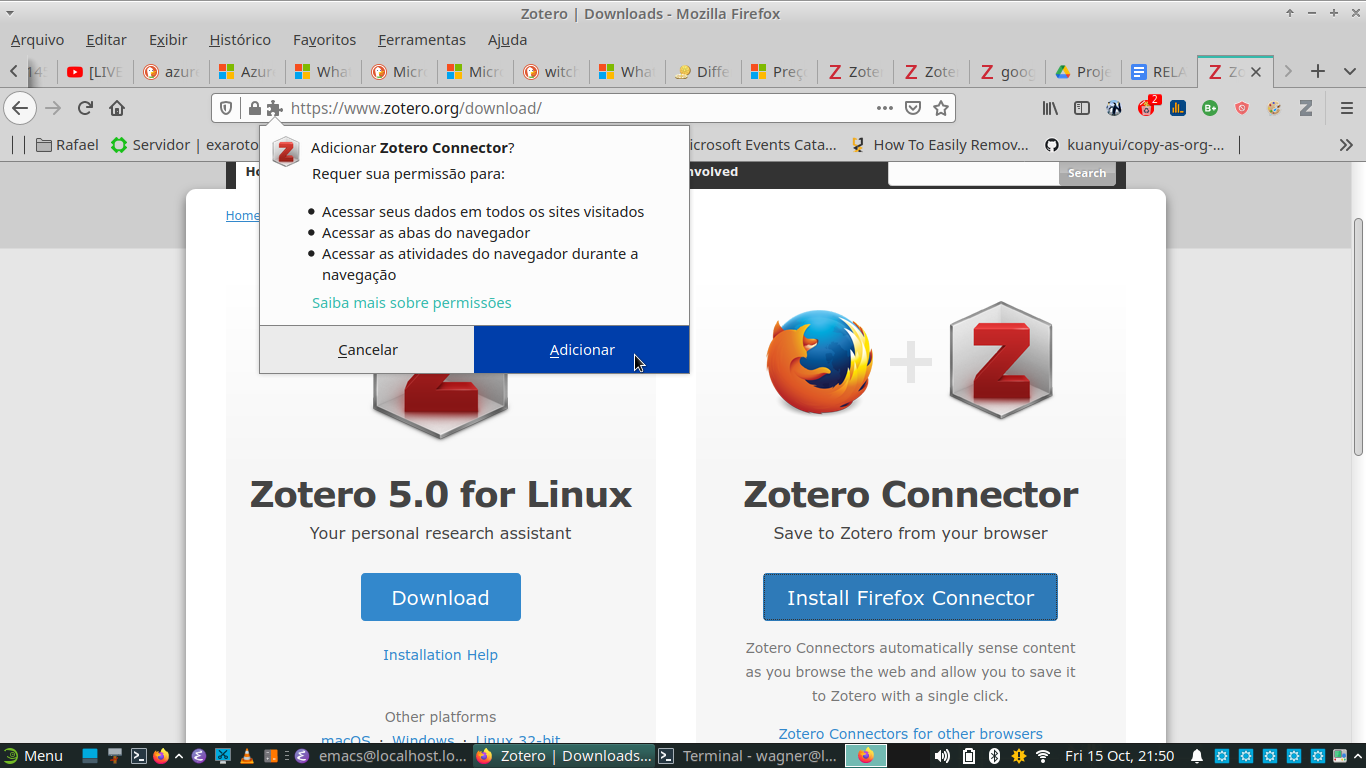 Zotero | Downloads - Mozilla Firefox
Arquivo Editar Exibir Histórico Favoritos Ferramentas Ajuda
[LIVE azur Azur What Micr Micr witch What Diffe Preç Zote Zoter goog Proje RELA Zo
https://www.zotero.org/download/ 2
Rafael Servidor | exaroto icrosoft Events Cata... How To Easily Remov... kuanyui/copy-as-org-...
Adicionar Zotero Connector?
Requer sua permissão para:
• Acessar seus dados em todos os sites visitados
• Acessar as abas do navegador
• Acessar as atividades do navegador durante a
navegação
Saiba mais sobre permissões
Cancelar Adicionar
Ho nvolved Search
Home
Zotero 5.0 for Linux
Your personal research assistant
Download
Installation Help
Other platforms
macOS · Windows · Linux 32-bit
Zotero Connector
Save to Zotero from your browser
Install Firefox Connector
Zotero Connectors automatically sense content
as you browse the web and allow you to save it
to Zotero with a single click.
Zotero Connectors for other browsers
Menu emacs@localhost.lo... Zotero | Downloads... Terminal - wagner@l... Fri 15 Oct, 21:50